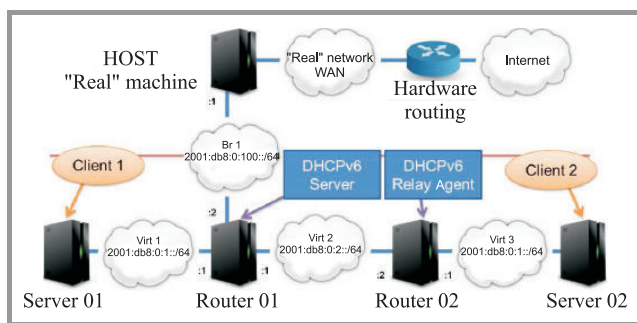 HOST
"Real" machine
"Real" network
WAN
Hardware
routing
Internet
:1
Br 1
2001:db8:0:100::/64
Client 1
DHCPv6
Server
DHCPv6
Relay Agent
Client 2
:2
Virt 1
2001:db8:0:1::/64
Virt 2
2001:db8:0:2::/64
Virt 3
2001:db8:0:1::/64
:1
:1
:2
:1
Server 01
Router 01
Router 02
Server 02